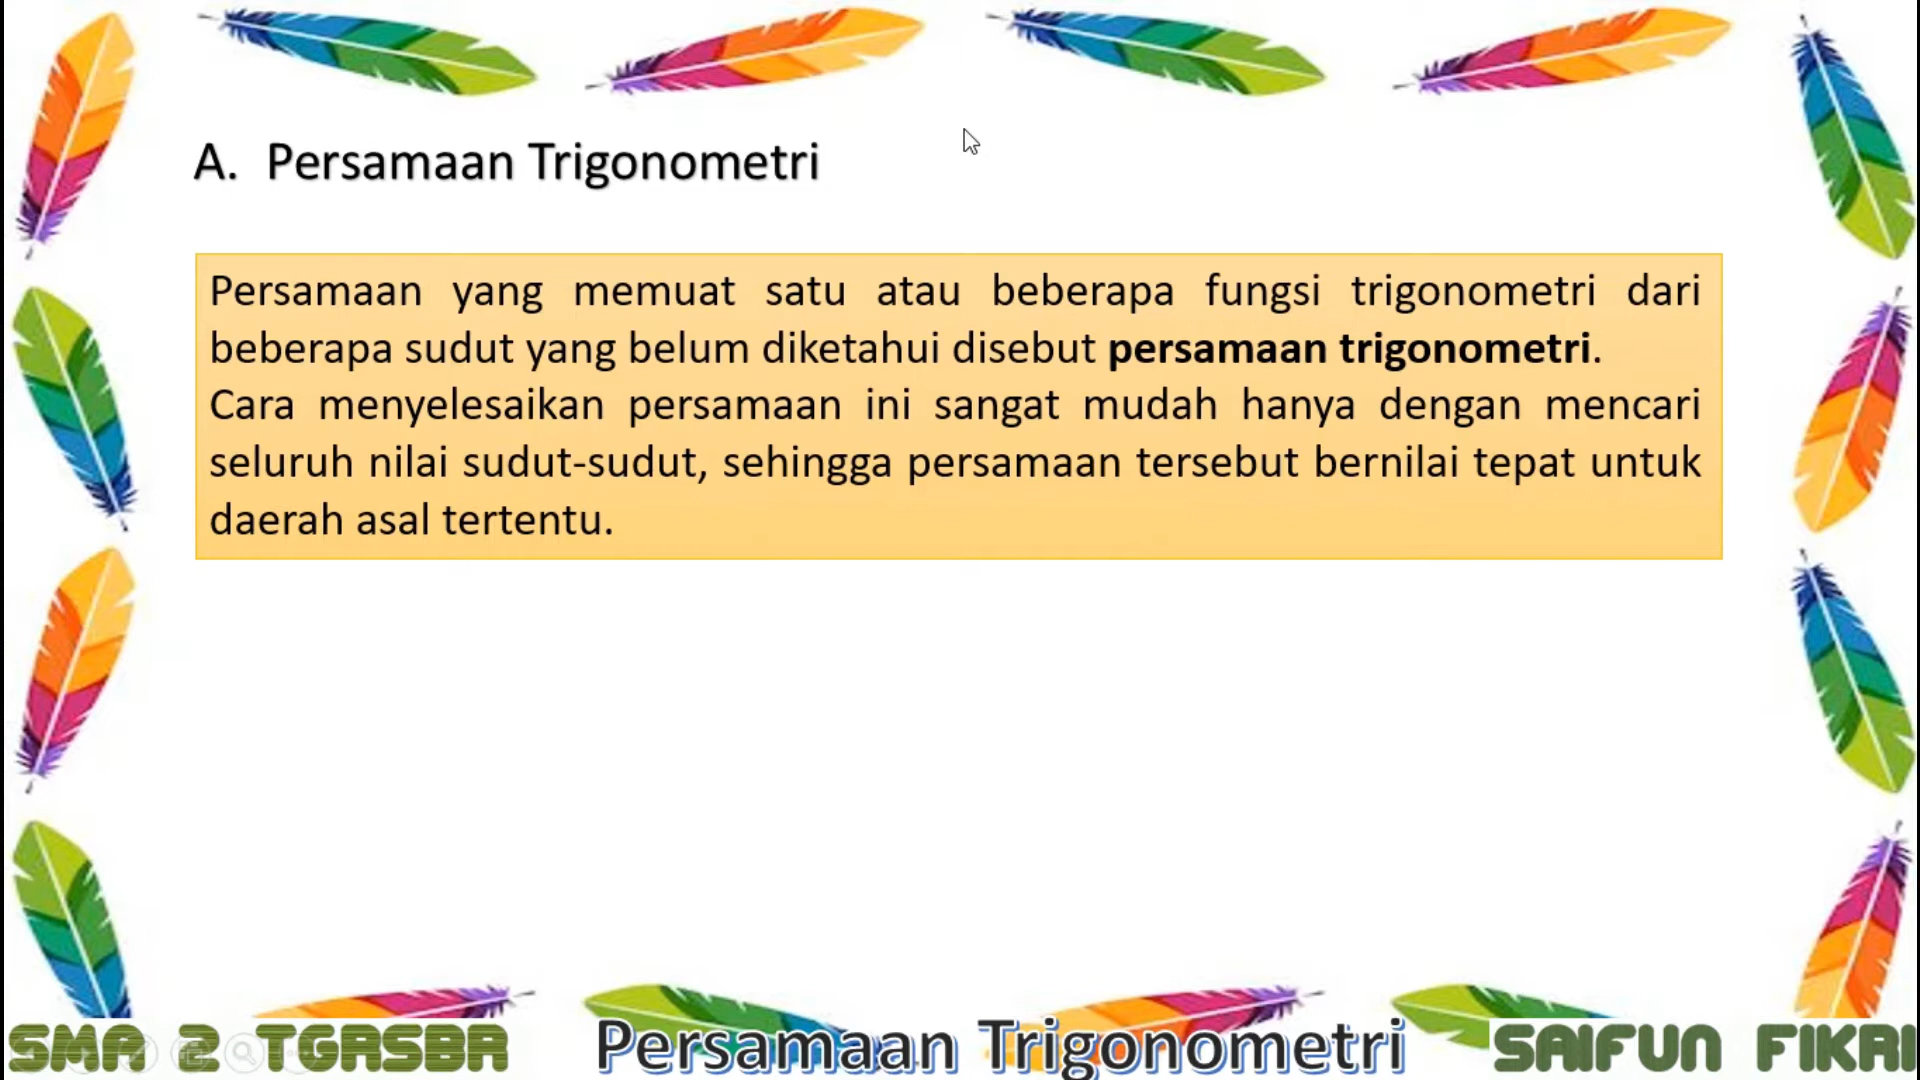 A. Persamaan Trigonometri
Persamaan yang memuat satu atau beberapa fungsi trigonometri dari
beberapa sudut yang belum diketahui disebut persamaan trigonometri.
Cara menyelesaikan persamaan ini sangat mudah hanya dengan mencari
seluruh nilai sudut-sudut, sehingga persamaan tersebut bernilai tepat untuk
daerah asal tertentu.
SMA 2 TGRSBR
Persamaan Trigonometri
SAIFUN FIKRI